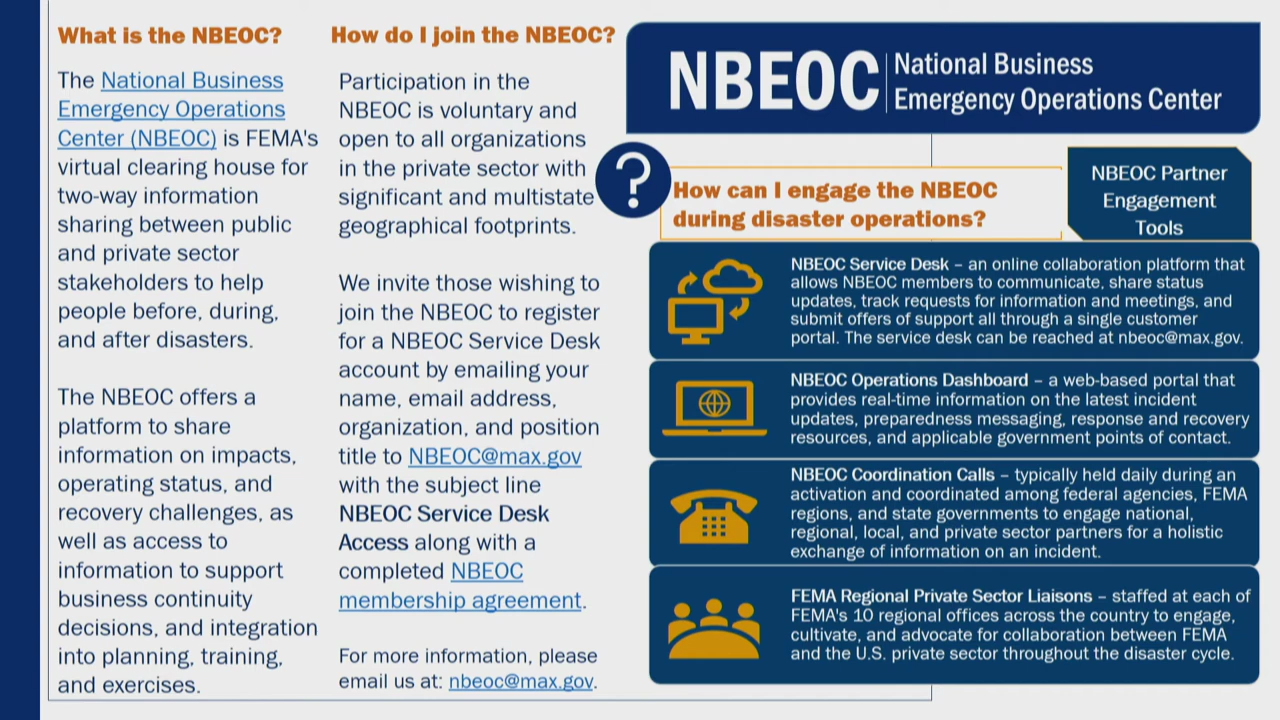 What is the NBEOC?
The National Business
Emergency Operations
Center (NBEOC) is FEMA's
virtual clearing house for
two-way information
sharing between public
and private sector
stakeholders to help
people before, during,
and after disasters.
The NBEOC offers a
platform to share
information on impacts,
operating status, and
recovery challenges, as
well as access to
information to support
business continuity
decisions, and integration
into planning, training,
and exercises.
How do I join the NBEOC?
Participation in the
NBEOC is voluntary and
open to all organizations
in the private sector with
significant and multistate
geographical footprints.
We invite those wishing to
join the NBEOC to register
for a NBEOC Service Desk
account by emailing your
name, email address,
organization, and position
title to NBEOC@max.gov
with the subject line
NBEOC Service Desk
Access along with a
completed NBEOC
membership agreement.
For more information, please
email us at: nbeoc@max.gov.
NBEOC
National Business
Emergency Operations Center
?
How can I engage the NBEOC
during disaster operations?
NBEOC Partner
Engagement
Tools
NBEOC Service Desk – an online collaboration platform that
allows NBEOC members to communicate, share status
updates, track requests for information and meetings, and
submit offers of support all through a single customer
portal. The service desk can be reached at nbeoc@max.gov.
NBEOC Operations Dashboard – a web-based portal that
provides real-time information on the latest incident
updates, preparedness messaging, response and recovery
resources, and applicable government points of contact.
NBEOC Coordination Calls – typically held daily during an
activation and coordinated among federal agencies, FEMA
regions, and state governments to engage national,
regional, local, and private sector partners for a holistic
exchange of information on an incident.
FEMA Regional Private Sector Liaisons – staffed at each of
FEMA's 10 regional offices across the country to engage,
cultivate, and advocate for collaboration between FEMA
and the U.S. private sector throughout the disaster cycle.